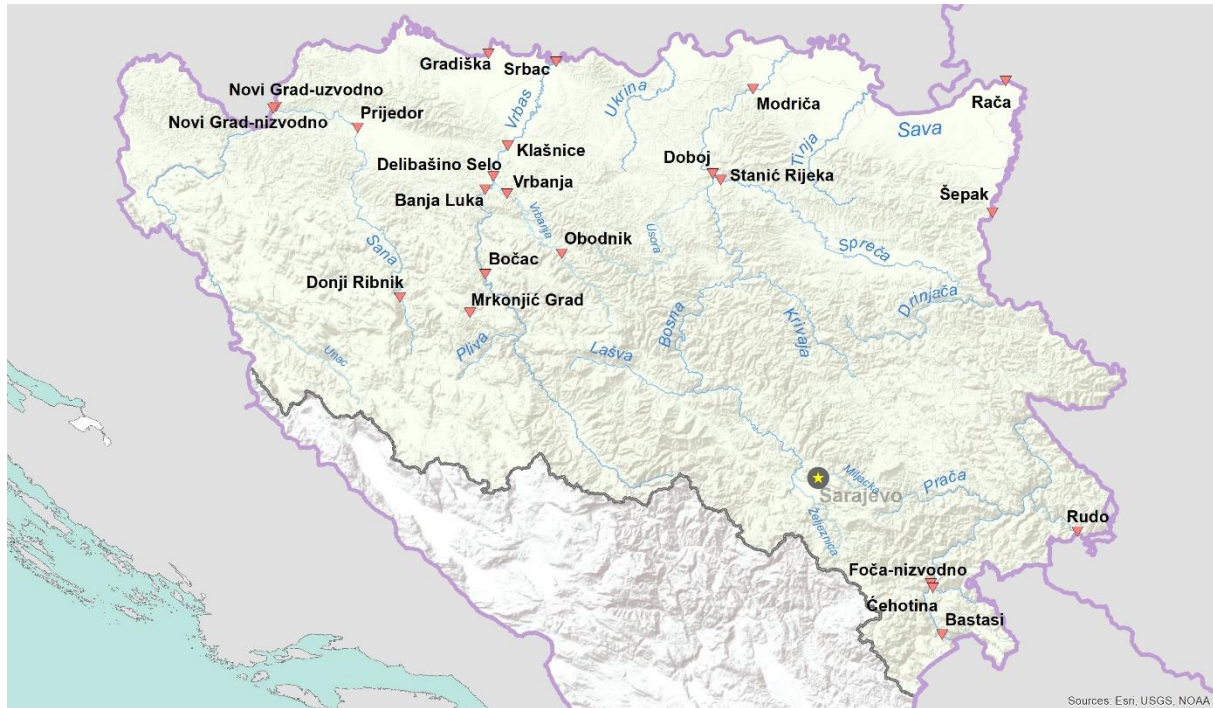 Gradiška
Srbac
Novi Grad-uzvodno
Novi Grad-nizvodno
Prijedor
Vrbas
Ukrina
Modriča
Rača
Sava
Tinja
Klašnice
Delibašino Selo
Vrbanja
Banja Luka
Doboj
Stanić Rijeka
Šepak
Vrbanja
Usora
Spreča
Obodnik
Sana
Bočac
Donji Ribnik
Mrkonjić Grad
Drinjača
Krivaja
Bosna
Pliva
Lašva
Unac
Miljacka
Sarajevo
Prača
Željeznica
Rudo
Foča-nizvodno
Ćehotina
Bastasi
Sources: Esri, USGS, NOAA